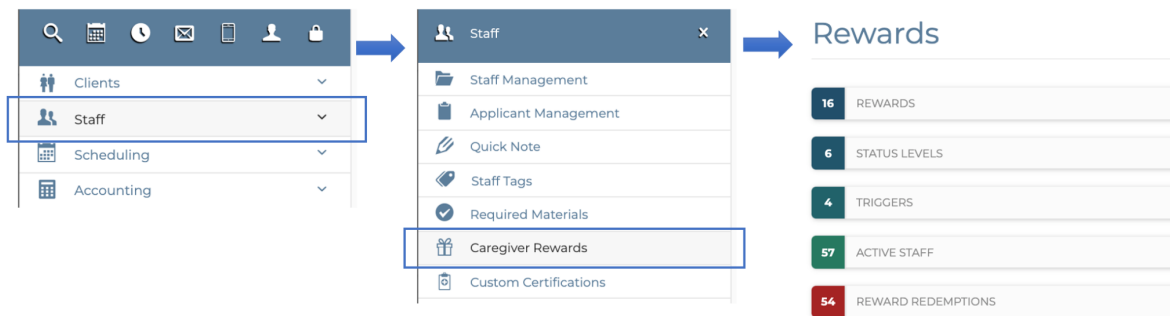 Clients
Staff
Scheduling
Accounting
Staff x
Staff Management
Applicant Management
Quick Note
Staff Tags
Required Materials
Caregiver Rewards
Custom Certifications
Rewards
16 REWARDS
6 STATUS LEVELS
4 TRIGGERS
57 ACTIVE STAFF
54 REWARD REDEMPTIONS